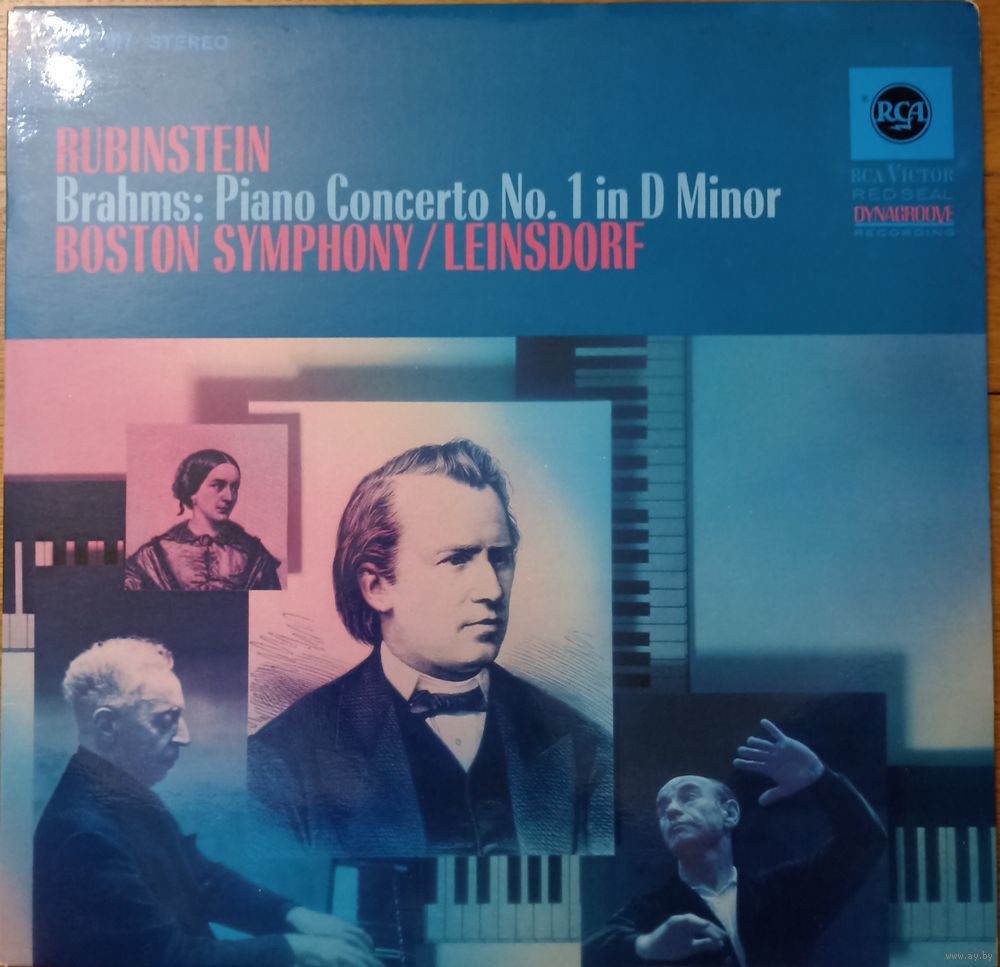 STEREO
RUBINSTEIN
Brahms: Piano Concerto No. 1 in D Minor
BOSTON SYMPHONY/LEINSDORF
RCA
RCA VICTOR
RED SEAL
DYNAGROOVE
RECORDING
www.ay.by